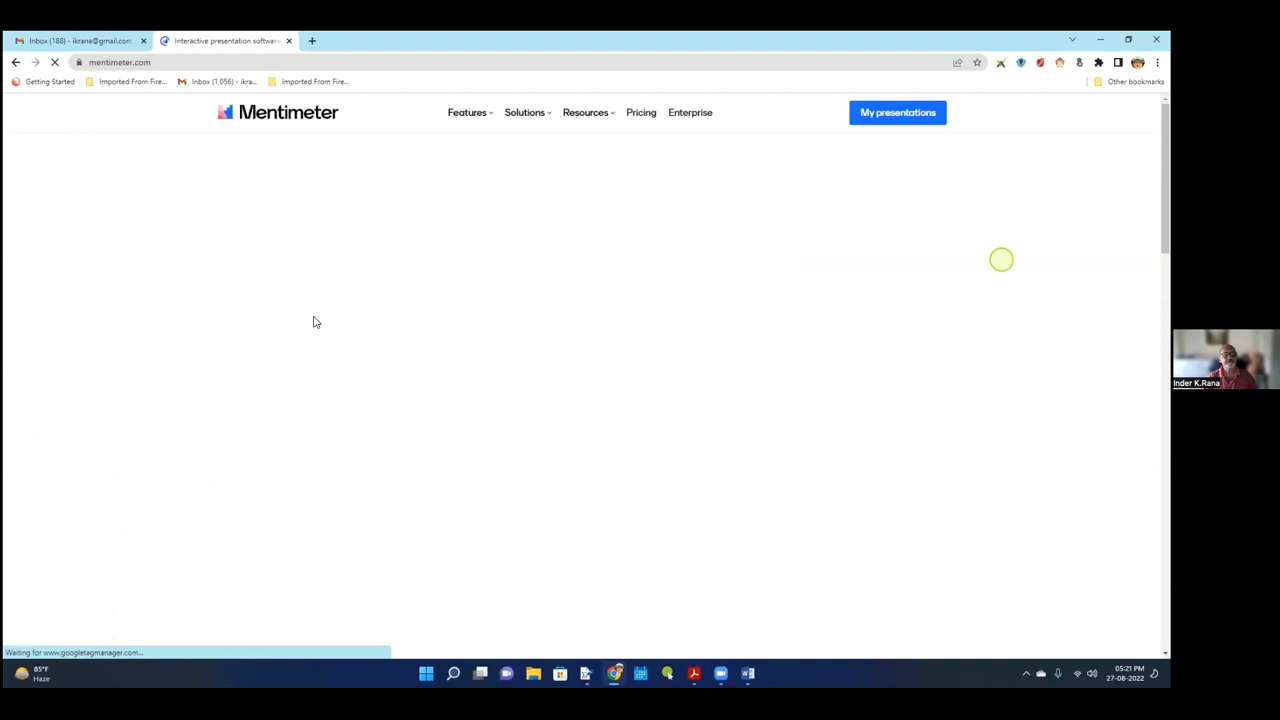 Inbox (188) - ikrana@gmail.com
Interactive presentation software
mentimeter.com
Getting Started
Imported From Fire...
Inbox (1,056) - ikra...
Imported From Fire...
Other bookmarks
Mentimeter
Features
Solutions
Resources
Pricing
Enterprise
My presentations
Inder K.Rana
Waiting for www.googletagmanager.com...
85°F
Haze
05:21 PM
27-08-2022